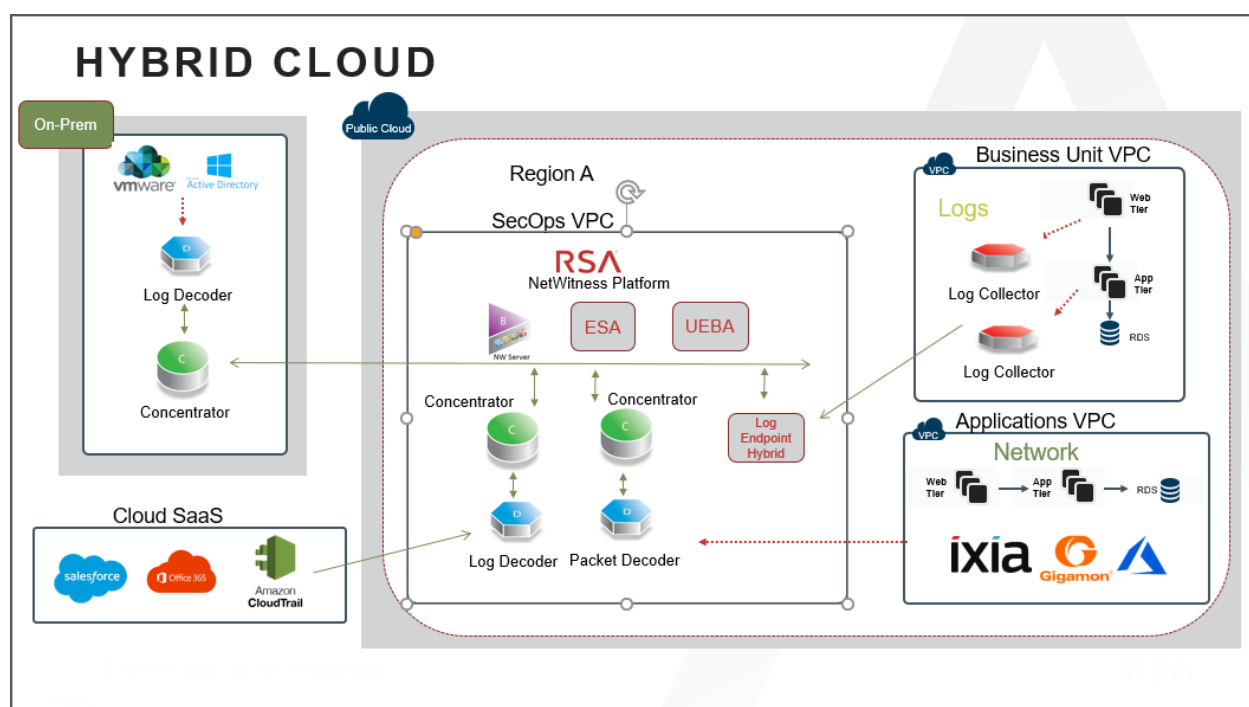 HYBRID CLOUD
On-Prem
vmware
Active Directory
D
Log Decoder
C
Concentrator
Cloud SaaS
salesforce
Office 365
Amazon
CloudTrail
Public Cloud
Region A
SecOps VPC
RSA
NetWitness Platform
B
NW Server
ESA
UEBA
Concentrator
C
Concentrator
C
Log
Endpoint
Hybrid
D
Log Decoder
D
Packet Decoder
Business Unit VPC
VPC
Logs
Web
Tier
Log Collector
App
Tier
Log Collector
RDS
Applications VPC
VPC
Network
Web
Tier
App
Tier
RDS
ixia
G
Gigamon®